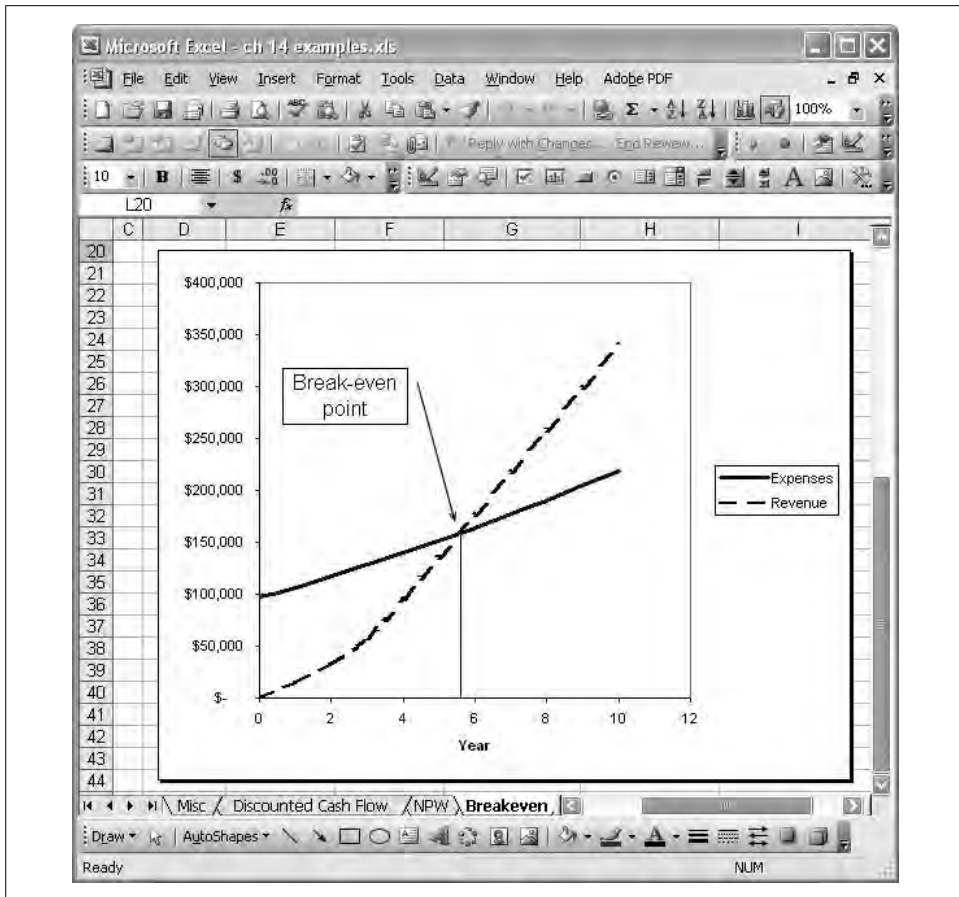 Microsoft Excel - ch 14 examples.xls
File Edit View Insert Format Tools Data Window Help Adobe PDF
100%
Reply with Changes... End Review...
10 B $ .00 A
L20 fx
C D E F G H I
20
21
22
23
24
25
26
27
28
29
30
31
32
33
34
35
36
37
38
39
40
41
42
43
44
$400,000
$350,000
$300,000
$250,000
$200,000
$150,000
$100,000
$50,000
$-
Break-even
point
Expenses
Revenue
0 2 4 6 8 10 12
Year
Misc Discounted Cash Flow NPW Breakeven
Draw AutoShapes A
Ready NUM